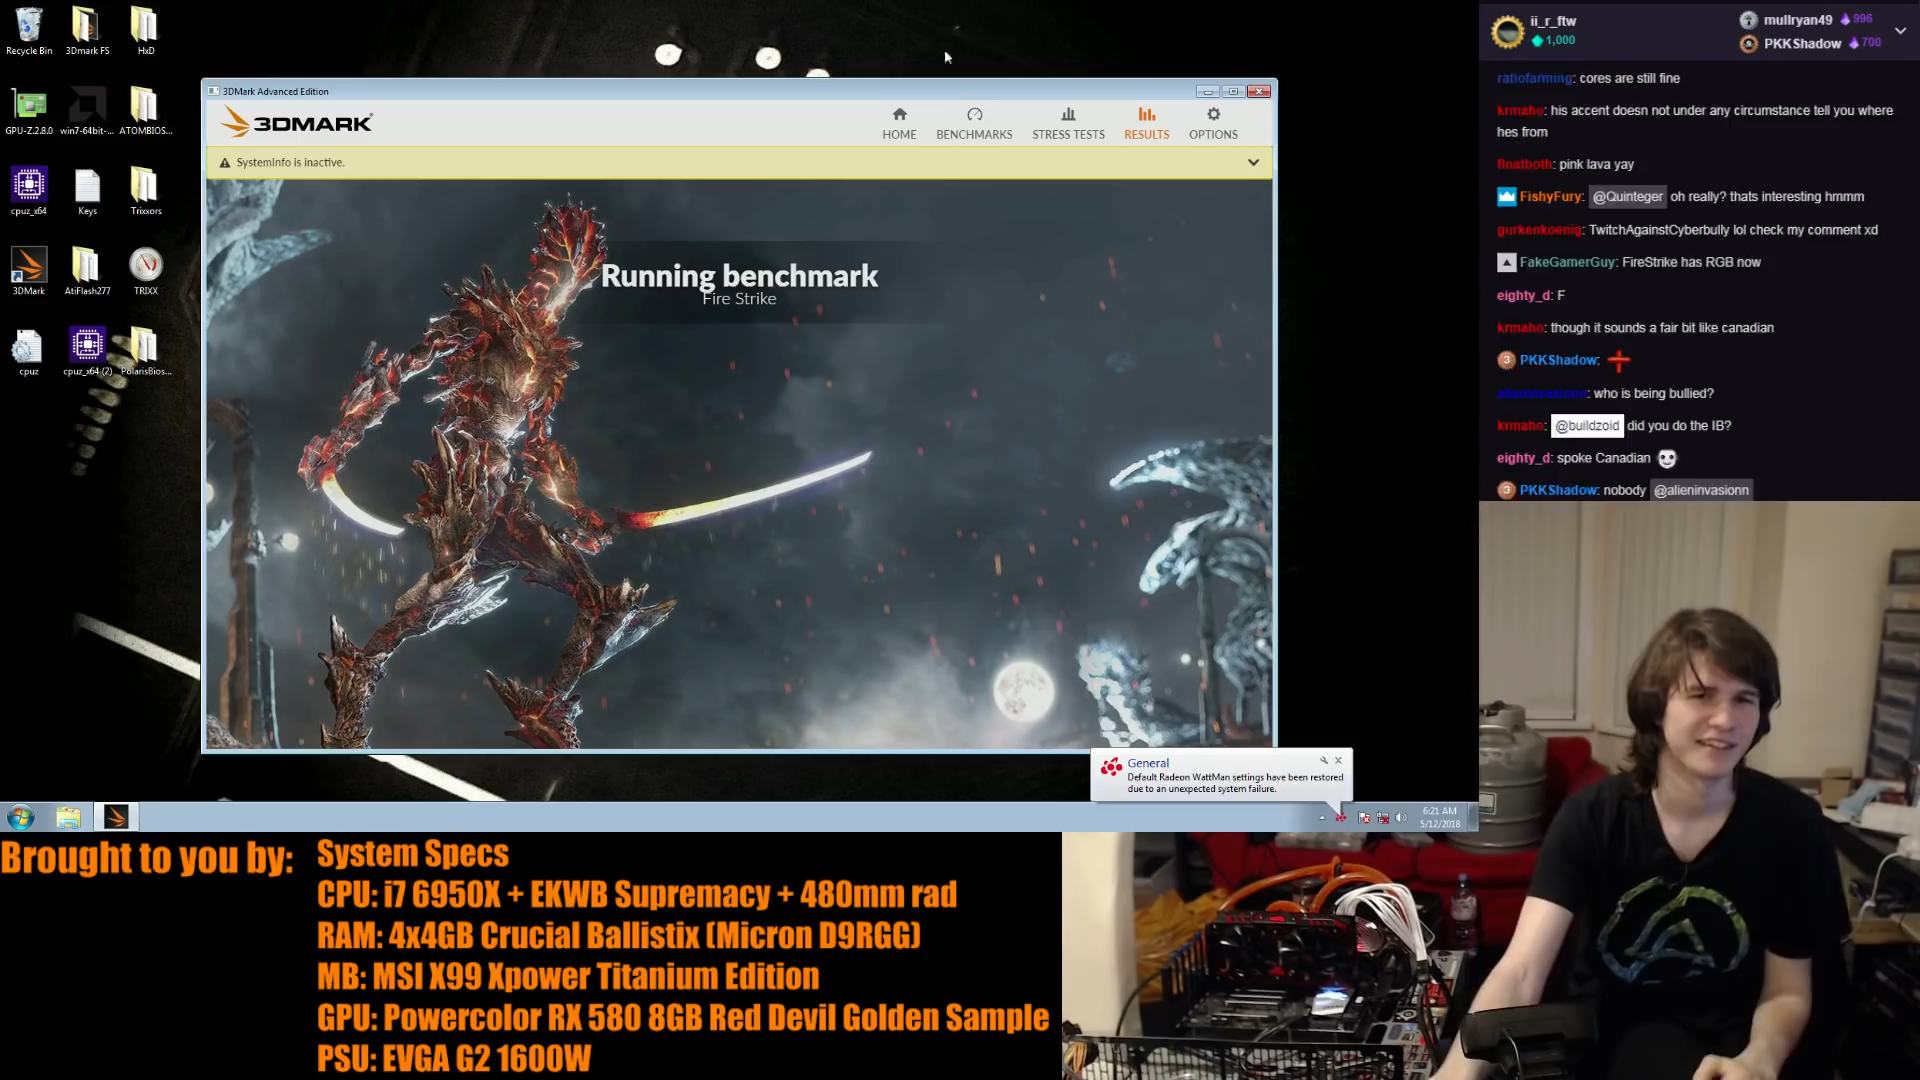 Recycle Bin
3Dmark FS
HxD
GPU-Z.2.8.0
win7-64bit-...
ATOMBIOS...
cpuz_x64
Keys
Trixxors
3DMark
AtiFlash277
TRIXX
cpuz
cpuz_x64 (2)
PolarisBios...
3DMark Advanced Edition
3DMARK
HOME
BENCHMARKS
STRESS TESTS
RESULTS
OPTIONS
SystemInfo is inactive.
Running benchmark
Fire Strike
General
Default Radeon WattMan settings have been restored
due to an unexpected system failure.
6:21 AM
5/12/2018
ii_r_ftw
1,000
mullryan49 996
PKKShadow 700
ratiofarming: cores are still fine
krmaho: his accent doesn not under any circumstance tell you where
hes from
floatboth: pink lava yay
FishyFury: @Quinteger oh really? thats interesting hmmm
gurkenkoenig: TwitchAgainstCyberbully lol check my comment xd
FakeGamerGuy: FireStrike has RGB now
eighty_d: F
krmaho: though it sounds a fair bit like canadian
3 PKKShadow:
alieninvasionn: who is being bullied?
krmaho: @buildzoid did you do the IB?
eighty_d: spoke Canadian
3 PKKShadow: nobody @alieninvasionn
Brought to you by:
System Specs
CPU: i7 6950X + EKWB Supremacy + 480mm rad
RAM: 4x4GB Crucial Ballistix (Micron D9RGG)
MB: MSI X99 Xpower Titanium Edition
GPU: Powercolor RX 580 8GB Red Devil Golden Sample
PSU: EVGA G2 1600W